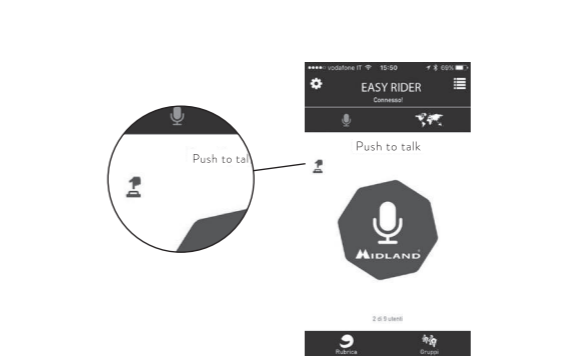 Push to tal
vodafone IT 15:50 69%
EASY RIDER
Connesso!
Push to talk
MIDLAND
2 di 5 utenti
Rubrica Gruppi